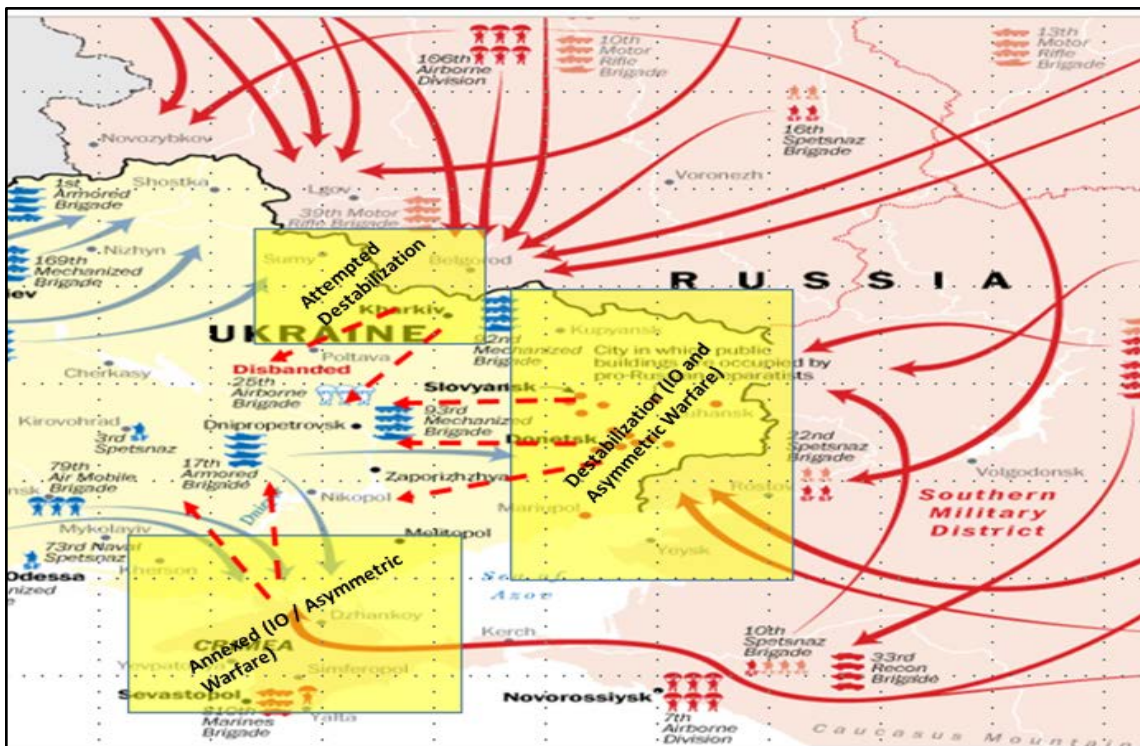 106th
Airborne
Division
10th
Motor
Rifle
Brigade
13th
Motor
Rifle
Brigade
16th
Spetsnaz
Brigade
Novozybkov
Voronezh
1st
Armored
Brigade
Shostka
Lgov
39th Motor
Rifle Brigade
Nizhyn
169th
Mechanized
Brigade
iev
Sumy
Belgorod
Attempted
Destabilization
RUSSIA
Kharkiv
UKRAINE
92nd
Mechanized
Brigade
Kupyansk
Poltava
City in which public
buildings are occupied by
pro-Russian separatists
Cherkasy
Disbanded
25th
Airborne
Brigade
Slovyansk
Luhansk
Destabilization (IO and
Asymmetric Warfare)
Kirovohrad
3rd
Spetsnaz
Dnipropetrovsk
93rd
Mechanized
Brigade
Donetsk
22nd
Spetsnaz
Brigade
79th
Air Mobile
Brigade
17th
Armored
Brigade
Zaporizhzhya
Nikopol
Volgodonsk
Rostov
Southern
Military
District
Mariupol
Mykolayiv
Melitopol
73rd Naval
Spetsnaz
Kherson
Yeysk
Odessa
Sea of
Azov
Dzhankoy
Annexed (IO / Asymmetric
Warfare)
CRIMEA
Kerch
Simferopol
10th
Spetsnaz
Brigade
33rd
Recon
Brigade
Sevastopol
810th
Marines
Brigade
Yalta
Novorossiysk
7th
Airborne
Division
Caucasus Mountain